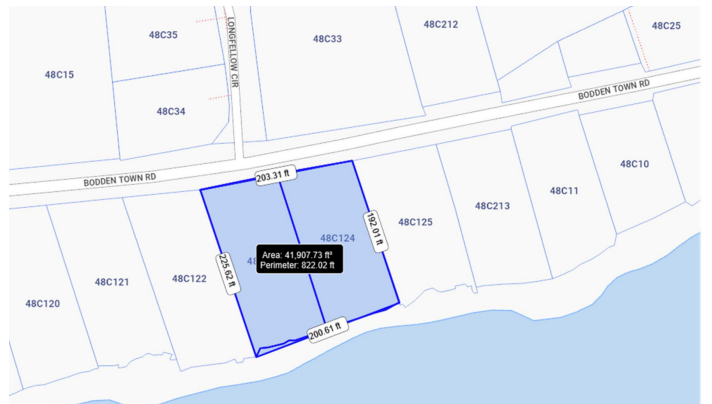 48C35
48C33
48C212
48C25
48C15
LONGFELLOW CIR
48C34
BODDEN TOWN RD
BODDEN TOWN RD
203.31 ft
48C10
48C11
48C213
48C125
192.01 ft
48C124
Area: 41,907.73 ft²
Perimeter: 822.02 ft
225.62 ft
48C122
48C121
48C120
200.61 ft